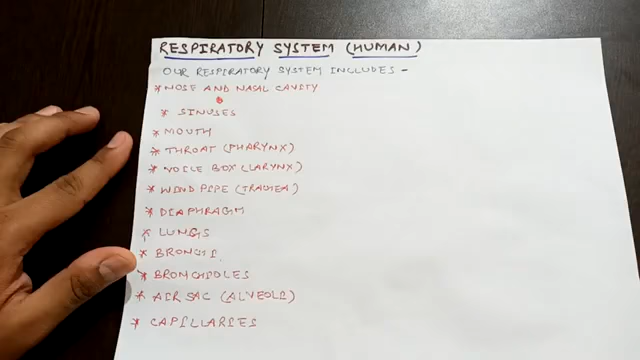 RESPIRATORY SYSTEM (HUMAN)
OUR RESPIRATORY SYSTEM INCLUDES -
* NOSE AND NASAL CAVITY
* SINUSES
* MOUTH
* THROAT (PHARYNX)
* VOICE BOX (LARYNX)
* WIND PIPE (TRACHEA)
* DIAPHRAGM
* LUNGS
* BRONCHI
* BRONCHIOLES
* AIR SAC (ALVEOLI)
* CAPILLARIES